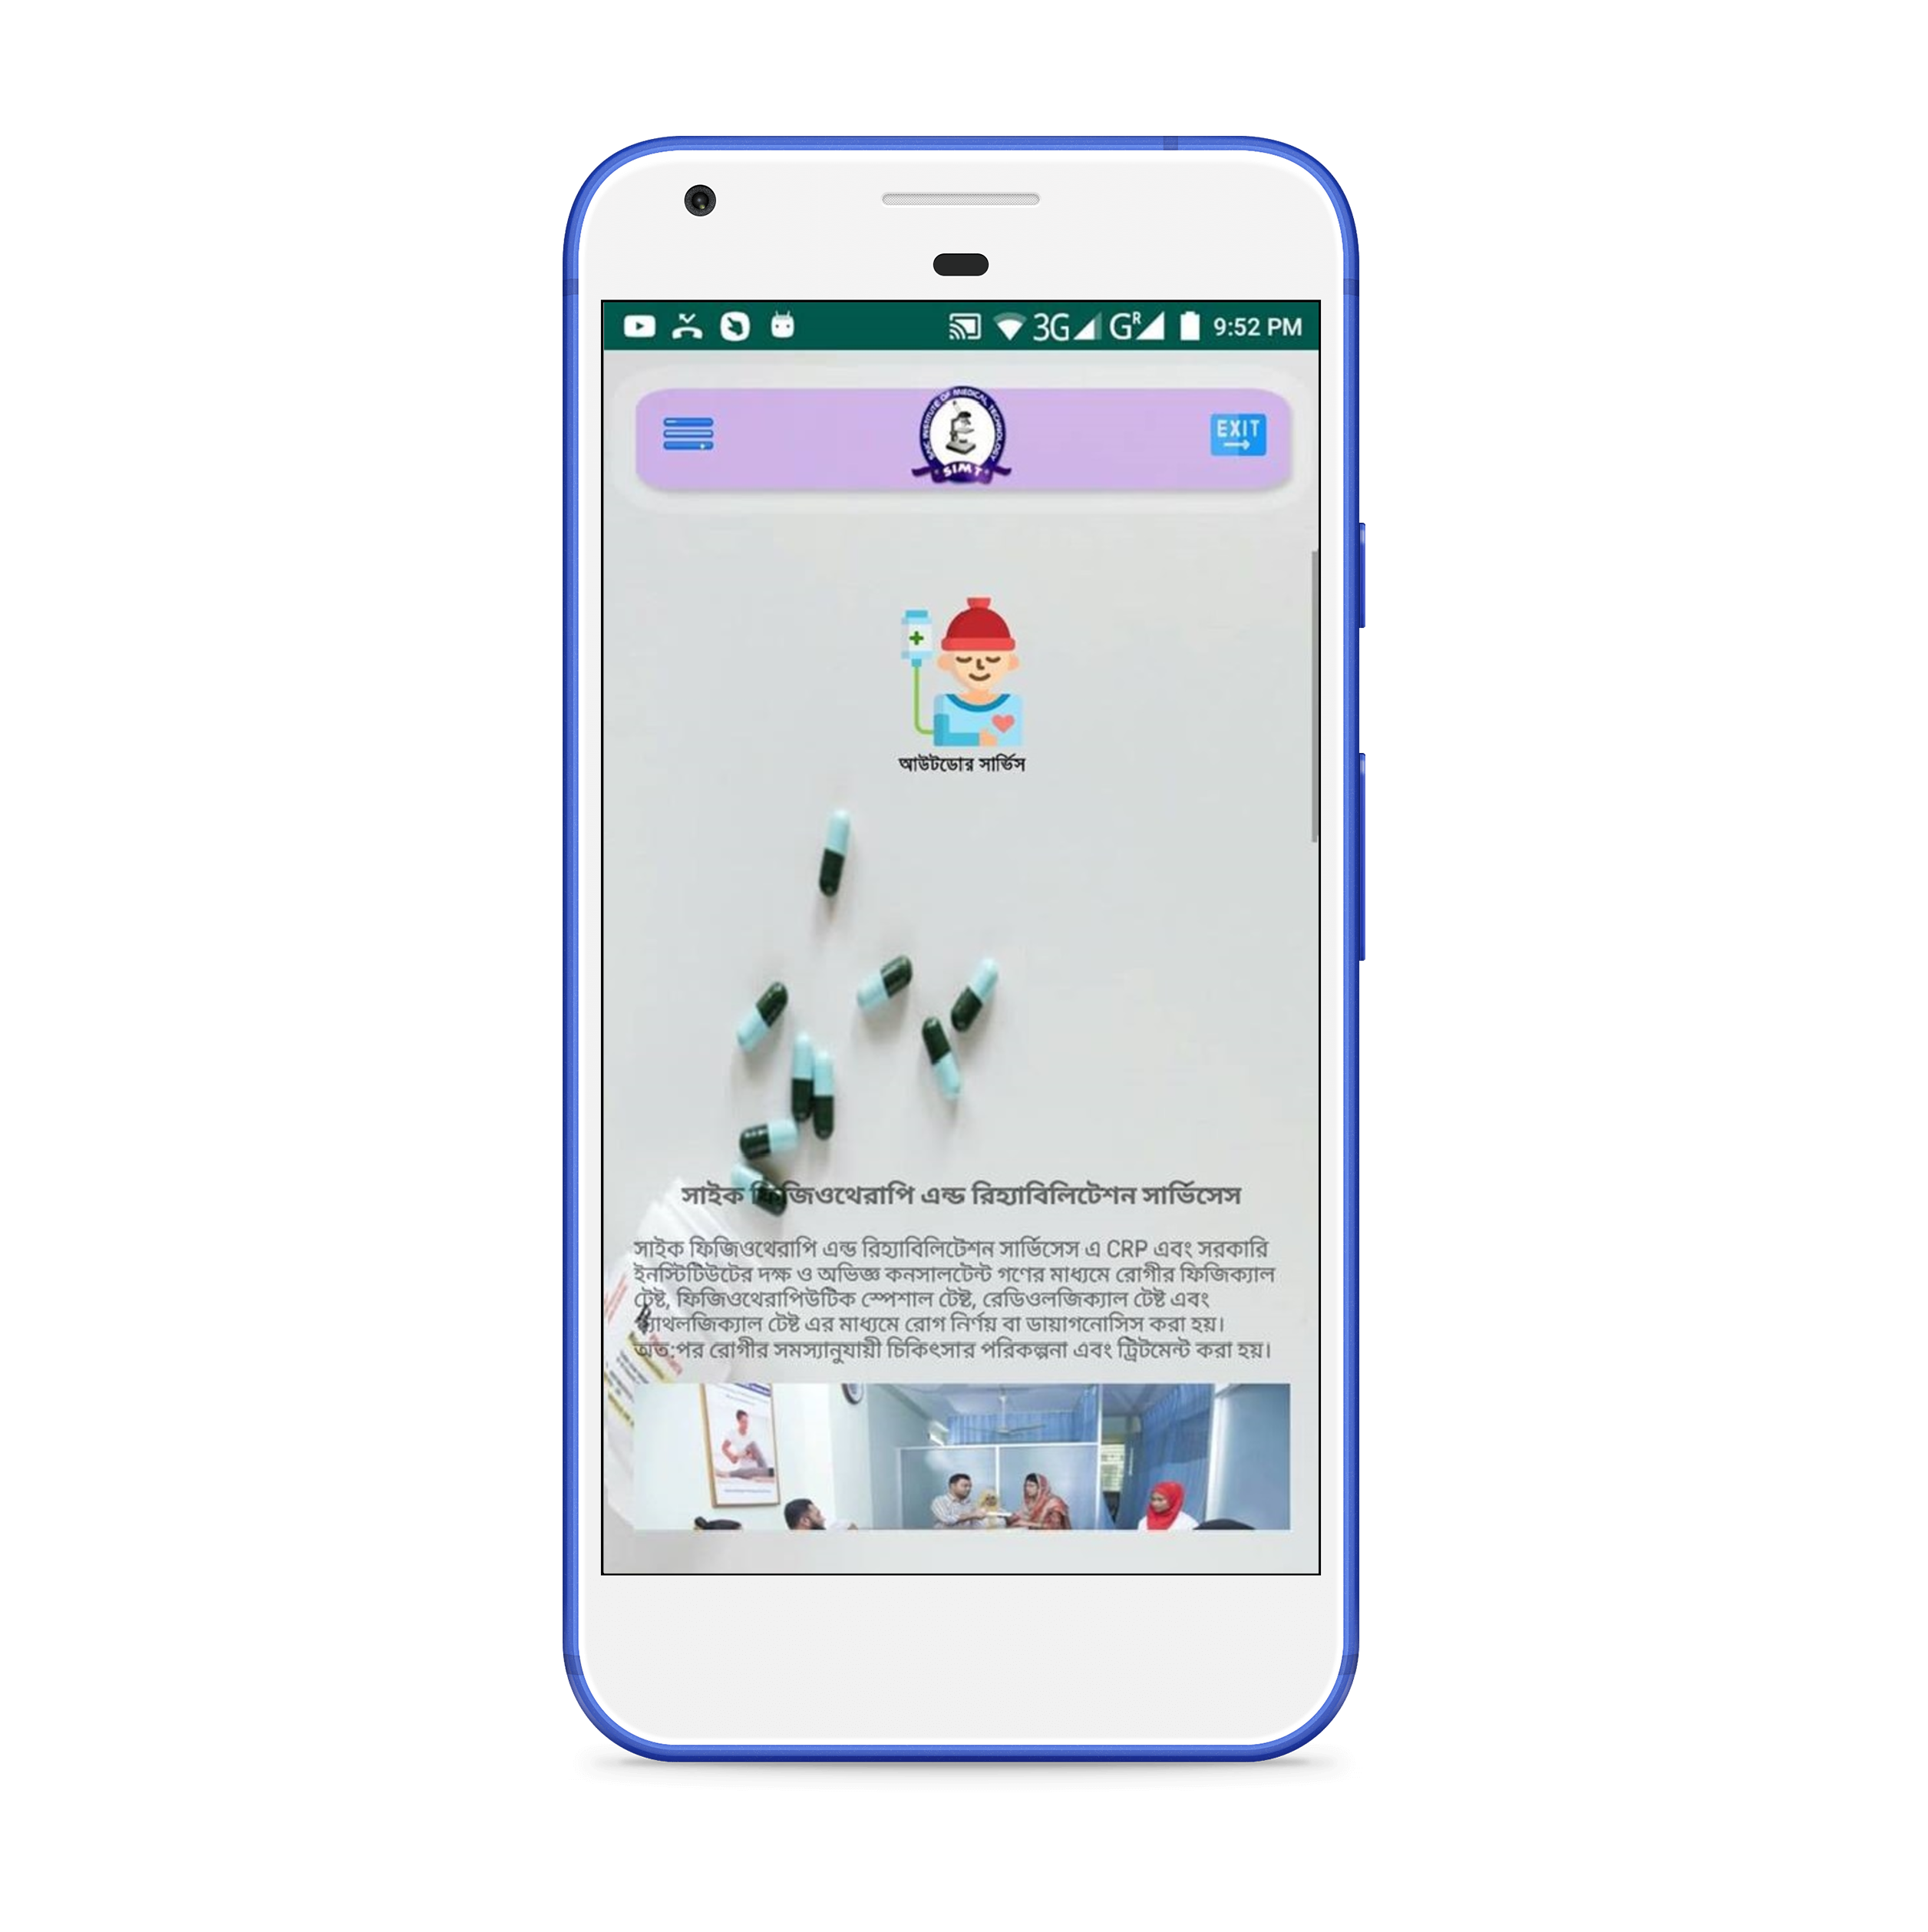 3G GR 9:52 PM
SAIC INSTITUTE OF MEDICAL TECHNOLOGY
SIMT
EXIT
আউটডোর সার্ভিস
সাইক ফিজিওথেরাপি এন্ড রিহ্যাবিলিটেশন সার্ভিসেস
সাইক ফিজিওথেরাপি এন্ড রিহ্যাবিলিটেশন সার্ভিসেস এ CRP এবং সরকারি
ইনস্টিটিউটের দক্ষ ও অভিজ্ঞ কনসালটেন্ট গণের মাধ্যমে রোগীর ফিজিক্যাল
টেষ্ট, ফিজিওথেরাপিউটিক স্পেশাল টেষ্ট, রেডিওলজিক্যাল টেষ্ট এবং
প্যাথলজিক্যাল টেষ্ট এর মাধ্যমে রোগ নির্ণয় বা ডায়াগনোসিস করা হয়।
অত:পর রোগীর সমস্যানুযায়ী চিকিৎসার পরিকল্পনা এবং ট্রিটমেন্ট করা হয়।